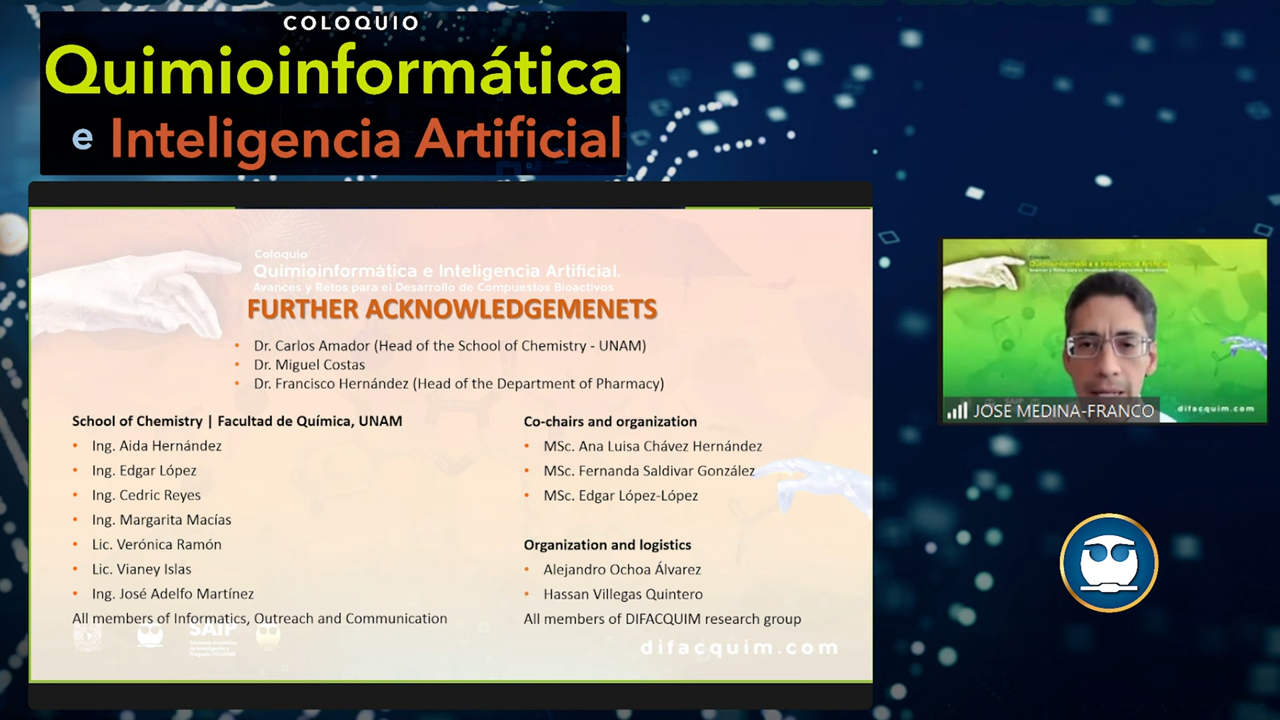 COLOQUIO
Quimioinformática
e Inteligencia Artificial
Coloquio
Quimioinformática e Inteligencia Artificial.
Avances y Retos para el Desarrollo de Compuestos Bioactivos
FURTHER ACKNOWLEDGEMENETS
• Dr. Carlos Amador (Head of the School of Chemistry - UNAM)
• Dr. Miguel Costas
• Dr. Francisco Hernández (Head of the Department of Pharmacy)
School of Chemistry | Facultad de Química, UNAM
• Ing. Aida Hernández
• Ing. Edgar López
• Ing. Cedric Reyes
• Ing. Margarita Macías
• Lic. Verónica Ramón
• Lic. Vianey Islas
• Ing. José Adelfo Martínez
All members of Informatics, Outreach and Communication
Co-chairs and organization
• MSc. Ana Luisa Chávez Hernández
• MSc. Fernanda Saldivar González
• MSc. Edgar López-López
Organization and logistics
• Alejandro Ochoa Álvarez
• Hassan Villegas Quintero
All members of DIFACQUIM research group
SAIP
difacquim.com
Quimioinformática e Inteligencia Artificial
JOSE MEDINA-FRANCO
difacquim.com